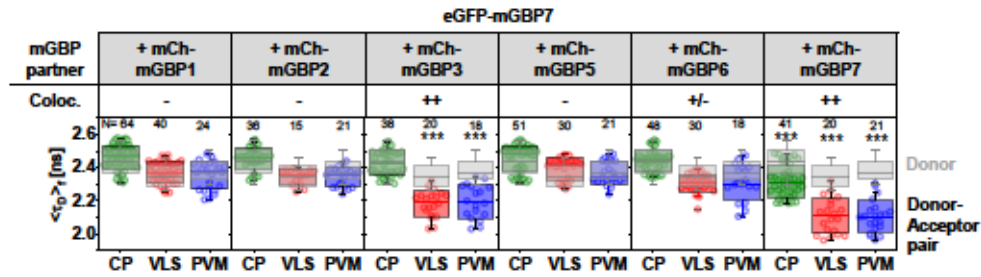 eGFP-mGBP7
mGBP partner + mCh-mGBP1 + mCh-mGBP2 + mCh-mGBP3 + mCh-mGBP5 + mCh-mGBP6 + mCh-mGBP7
Coloc. - - ++ - +/- ++
N= 64 40 24 36 15 21 38 20 18 51 30 21 48 30 18 41 20 21
*** *** *** *** ***
2.6
2.4
2.2
2.0
<τD>f [ns]
Donor
Donor-Acceptor pair
CP VLS PVM CP VLS PVM CP VLS PVM CP VLS PVM CP VLS PVM CP VLS PVM